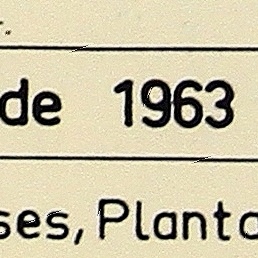 de 1963
ses, Planta